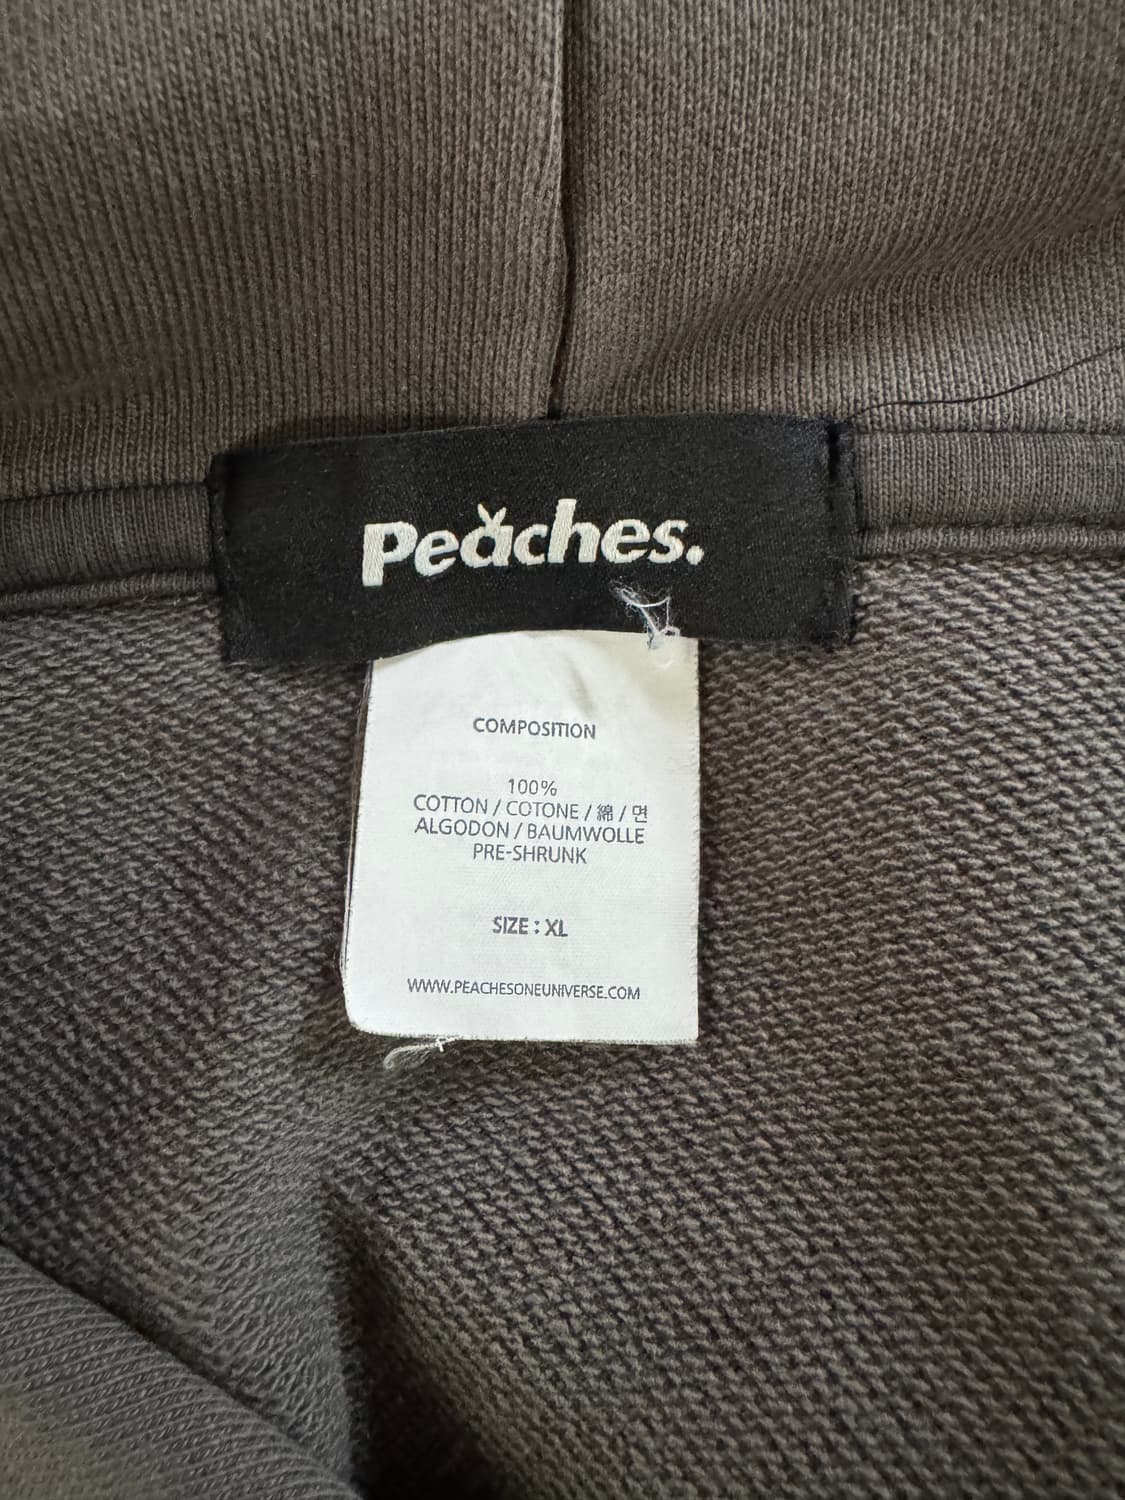 Peaches.
COMPOSITION
100%
COTTON / COTONE / 綿 / 면
ALGODON / BAUMWOLLE
PRE-SHRUNK
SIZE : XL
WWW.PEACHESONEUNIVERSE.COM